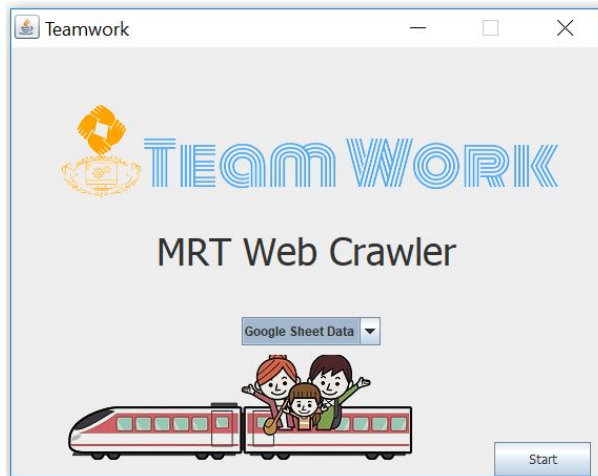 Teamwork
TEAM WORK
MRT Web Crawler
Google Sheet Data
Start